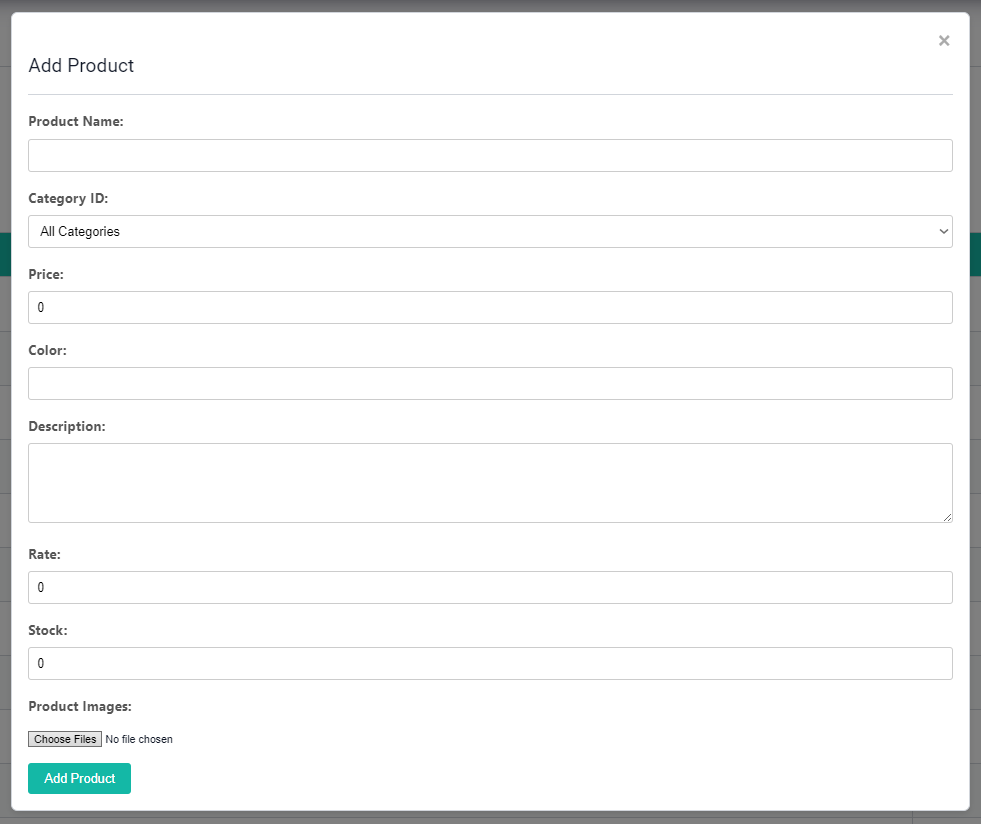 ×
Add Product
Product Name:
Category ID:
All Categories
Price:
0
Color:
Description:
Rate:
0
Stock:
0
Product Images:
Choose Files No file chosen
Add Product